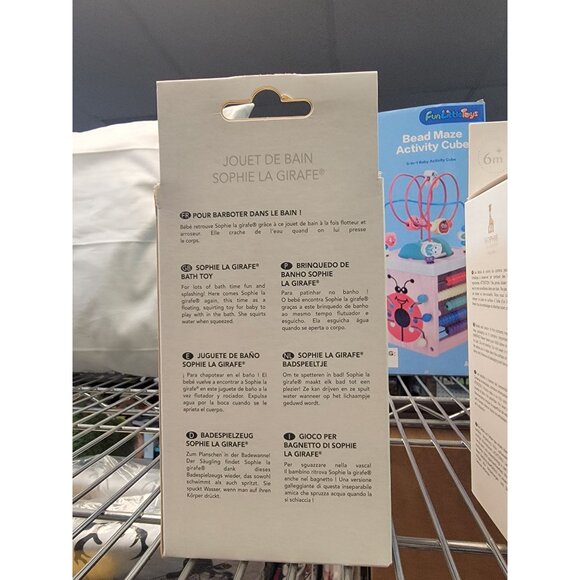 JOUET DE BAIN
SOPHIE LA GIRAFE®
FR POUR BARBOTER DANS LE BAIN !
Bébé retrouve Sophie la girafe® grâce à ce jouet de bain à la fois flotteur et
arroseur. Elle crache de l'eau quand on lui presse
le corps.
GB SOPHIE LA GIRAFE®
BATH TOY
For lots of bath time fun and
splashing! Here comes Sophie la
girafe® again, this time as a
floating, squirting toy for baby to
play with in the bath. She squirts
water when squeezed.
P BRINQUEDO DE
BANHO SOPHIE
LA GIRAFE®
Para patinhar no banho !
O bebé encontra Sophie la girafe®
graças a este brinquedo de banho
ao mesmo tempo flutuador e
esguicho. Ela esguicha água
quando se aperta o corpo.
E JUGUETE DE BAÑO
SOPHIE LA GIRAFE®
¡ Para chapotear en el baño ! El
bebé vuelve a encontrar a Sophie la
girafe® en este juguete de baño a la
vez flotador y rociador. Expulsa
agua por la boca cuando se le
aprieta el cuerpo.
NL SOPHIE LA GIRAFE®
BADSPEELTJE
Om te spetteren in bad! Sophie la
girafe® maakt elk bad tot een
plezier! Ze kan drijven en ze spuit
water wanneer op het lichaampje
geduwd wordt.
D BADESPIELZEUG
SOPHIE LA GIRAFE®
Zum Planschen in der Badewanne!
Der Säugling findet Sophie la
girafe® dank dieses
Badespielzeugs wieder, das sowohl
schwimmt als auch spritzt. Sie
spuckt Wasser, wenn man auf ihren
Körper drückt.
I GIOCO PER
BAGNETTO DI SOPHIE
LA GIRAFE®
Per sguazzare nella vasca!
Il bambino ritrova Sophie la girafe®
anche nel bagnetto ! Una versione
galleggiante di questa inseparabile
amica che spruzza acqua quando la
si schiaccia !
Fun Little Toys
Bead Maze
Activity Cube
6m+
SOPHIE